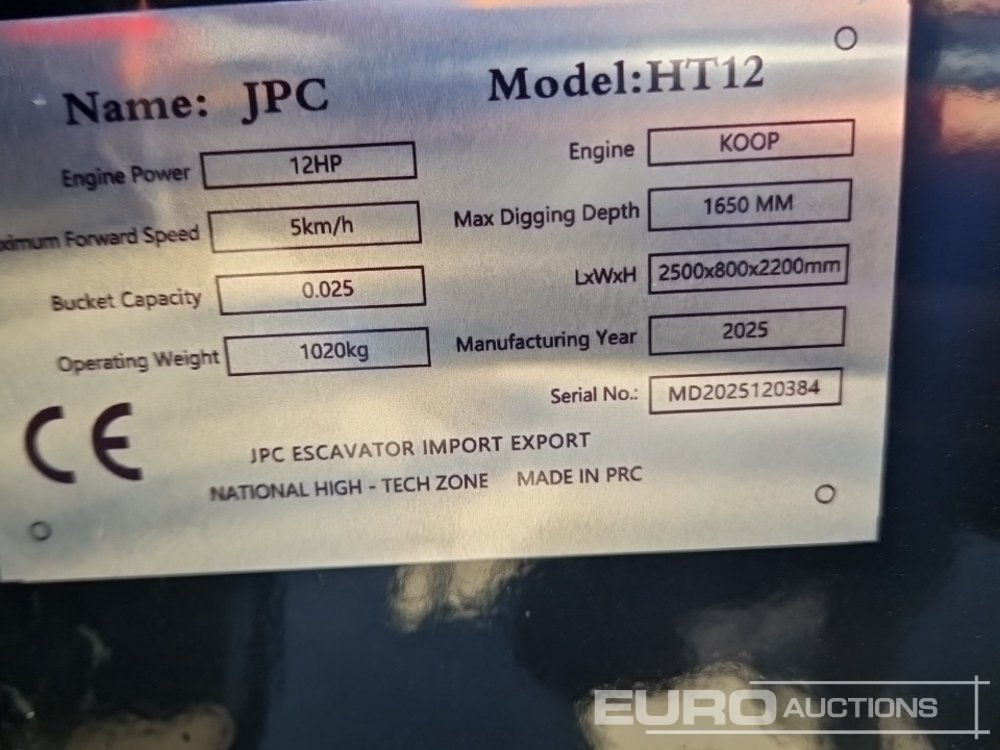 Name: JPC Model:HT12
Engine Power 12HP Engine KOOP
Maximum Forward Speed 5km/h Max Digging Depth 1650 MM
Bucket Capacity 0.025 LxWxH 2500x800x2200mm
Operating Weight 1020kg Manufacturing Year 2025
Serial No.: MD2025120384
CE
JPC ESCAVATOR IMPORT EXPORT
NATIONAL HIGH - TECH ZONE MADE IN PRC
EURO AUCTIONS